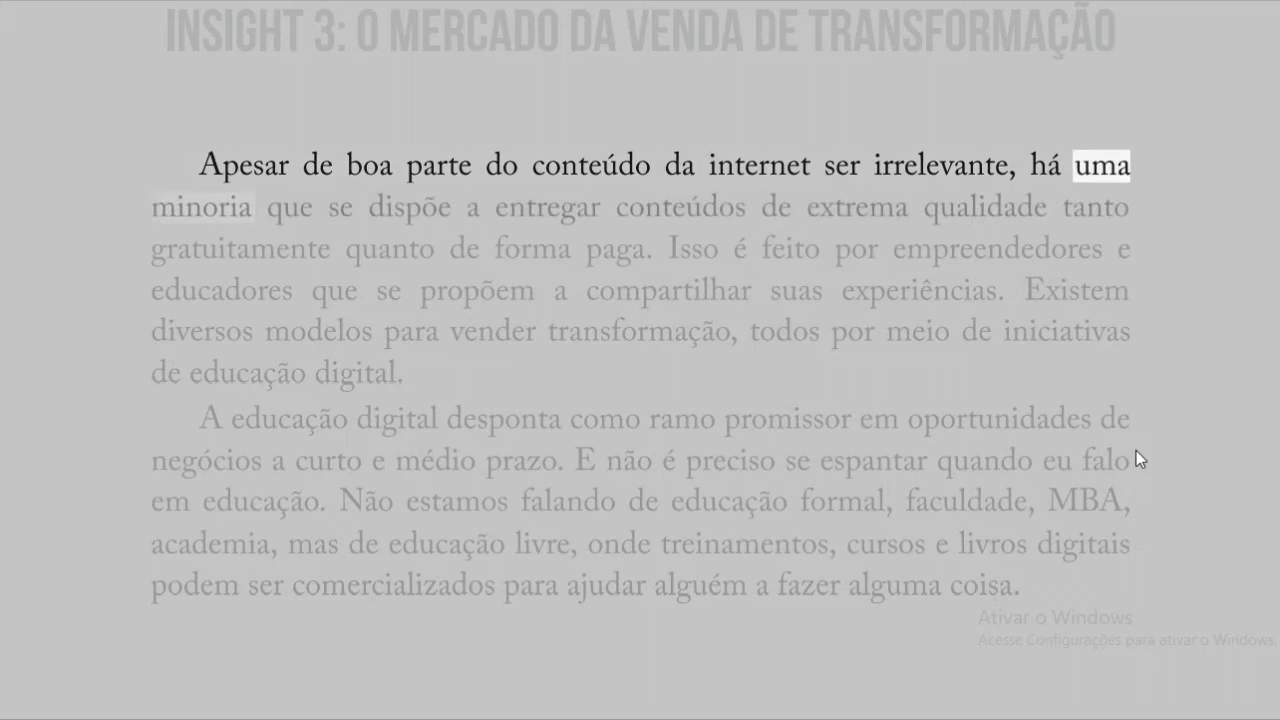 INSIGHT 3: O MERCADO DA VENDA DE TRANSFORMAÇÃO
Apesar de boa parte do conteúdo da internet ser irrelevante, há uma
minoria que se dispõe a entregar conteúdos de extrema qualidade tanto
gratuitamente quanto de forma paga. Isso é feito por empreendedores e
educadores que se propõem a compartilhar suas experiências. Existem
diversos modelos para vender transformação, todos por meio de iniciativas
de educação digital.
A educação digital desponta como ramo promissor em oportunidades de
negócios a curto e médio prazo. E não é preciso se espantar quando eu falo
em educação. Não estamos falando de educação formal, faculdade, MBA,
academia, mas de educação livre, onde treinamentos, cursos e livros digitais
podem ser comercializados para ajudar alguém a fazer alguma coisa.
Ativar o Windows
Acesse Configurações para ativar o Windows.